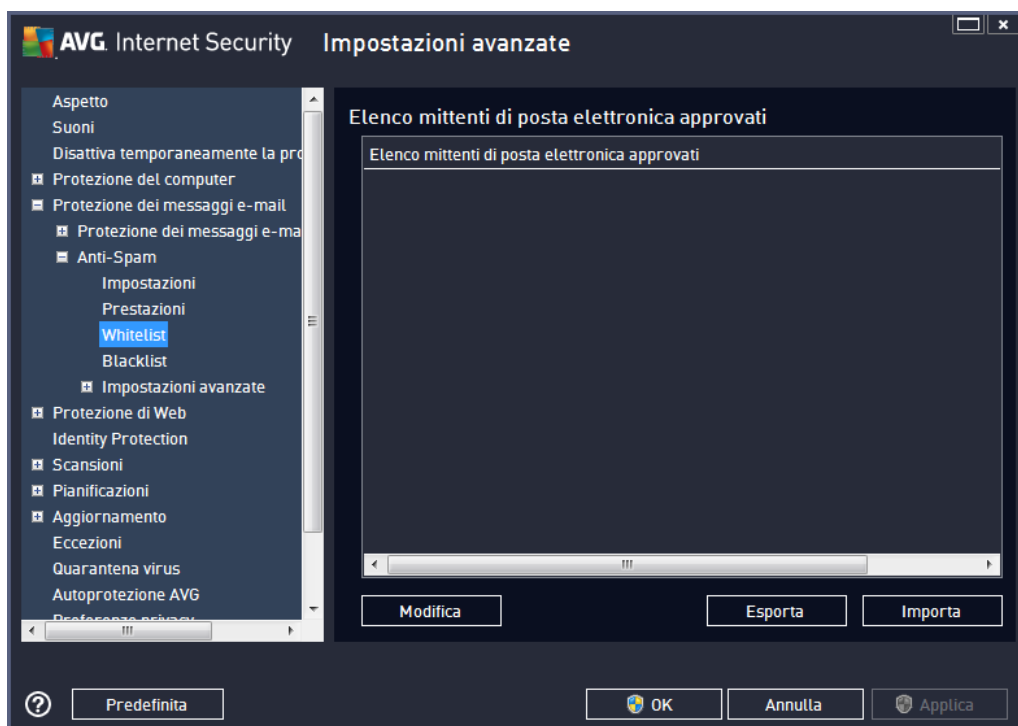 AVG. Internet Security Impostazioni avanzate
Aspetto
Suoni
Disattiva temporaneamente la pro
Protezione del computer
Protezione dei messaggi e-mail
Protezione dei messaggi e-ma
Anti-Spam
Impostazioni
Prestazioni
Whitelist
Blacklist
Impostazioni avanzate
Protezione di Web
Identity Protection
Scansioni
Pianificazioni
Aggiornamento
Eccezioni
Quarantena virus
Autoprotezione AVG
Preferenze privacy
Elenco mittenti di posta elettronica approvati
Elenco mittenti di posta elettronica approvati
Modifica
Esporta
Importa
Predefinita
OK
Annulla
Applica